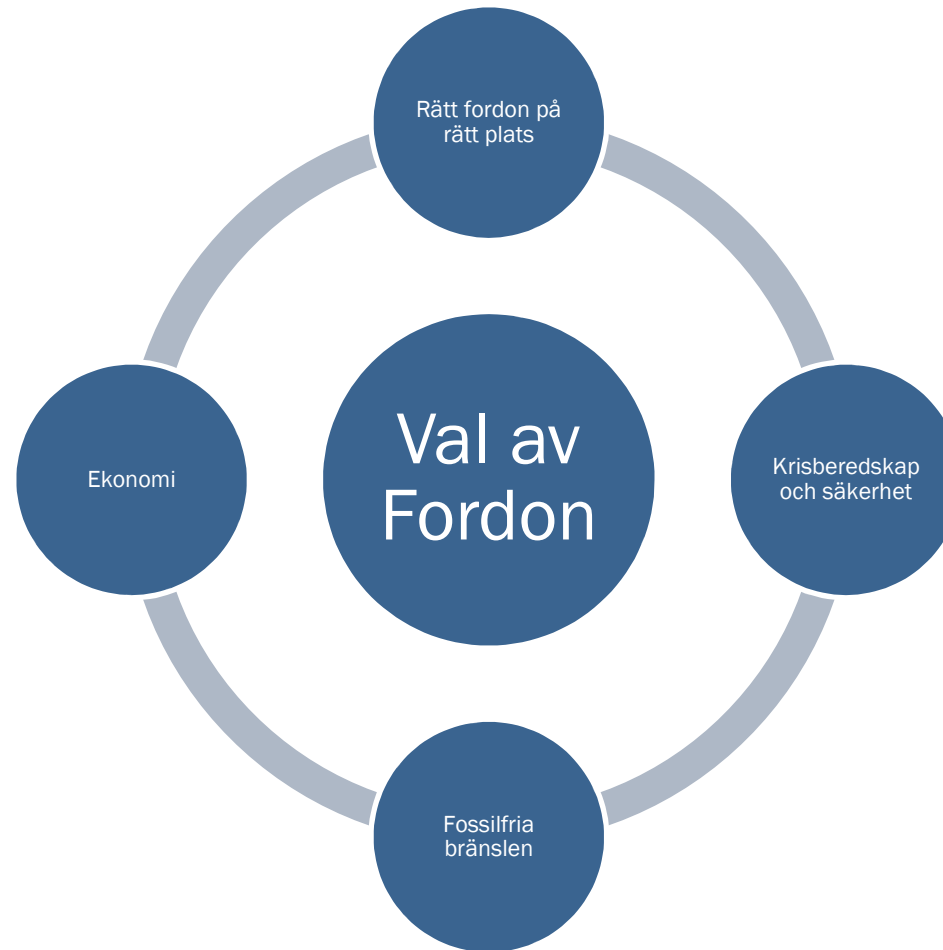 Rätt fordon på
rätt plats
Val av
Fordon
Ekonomi
Krisberedskap
och säkerhet
Fossilfria
bränslen